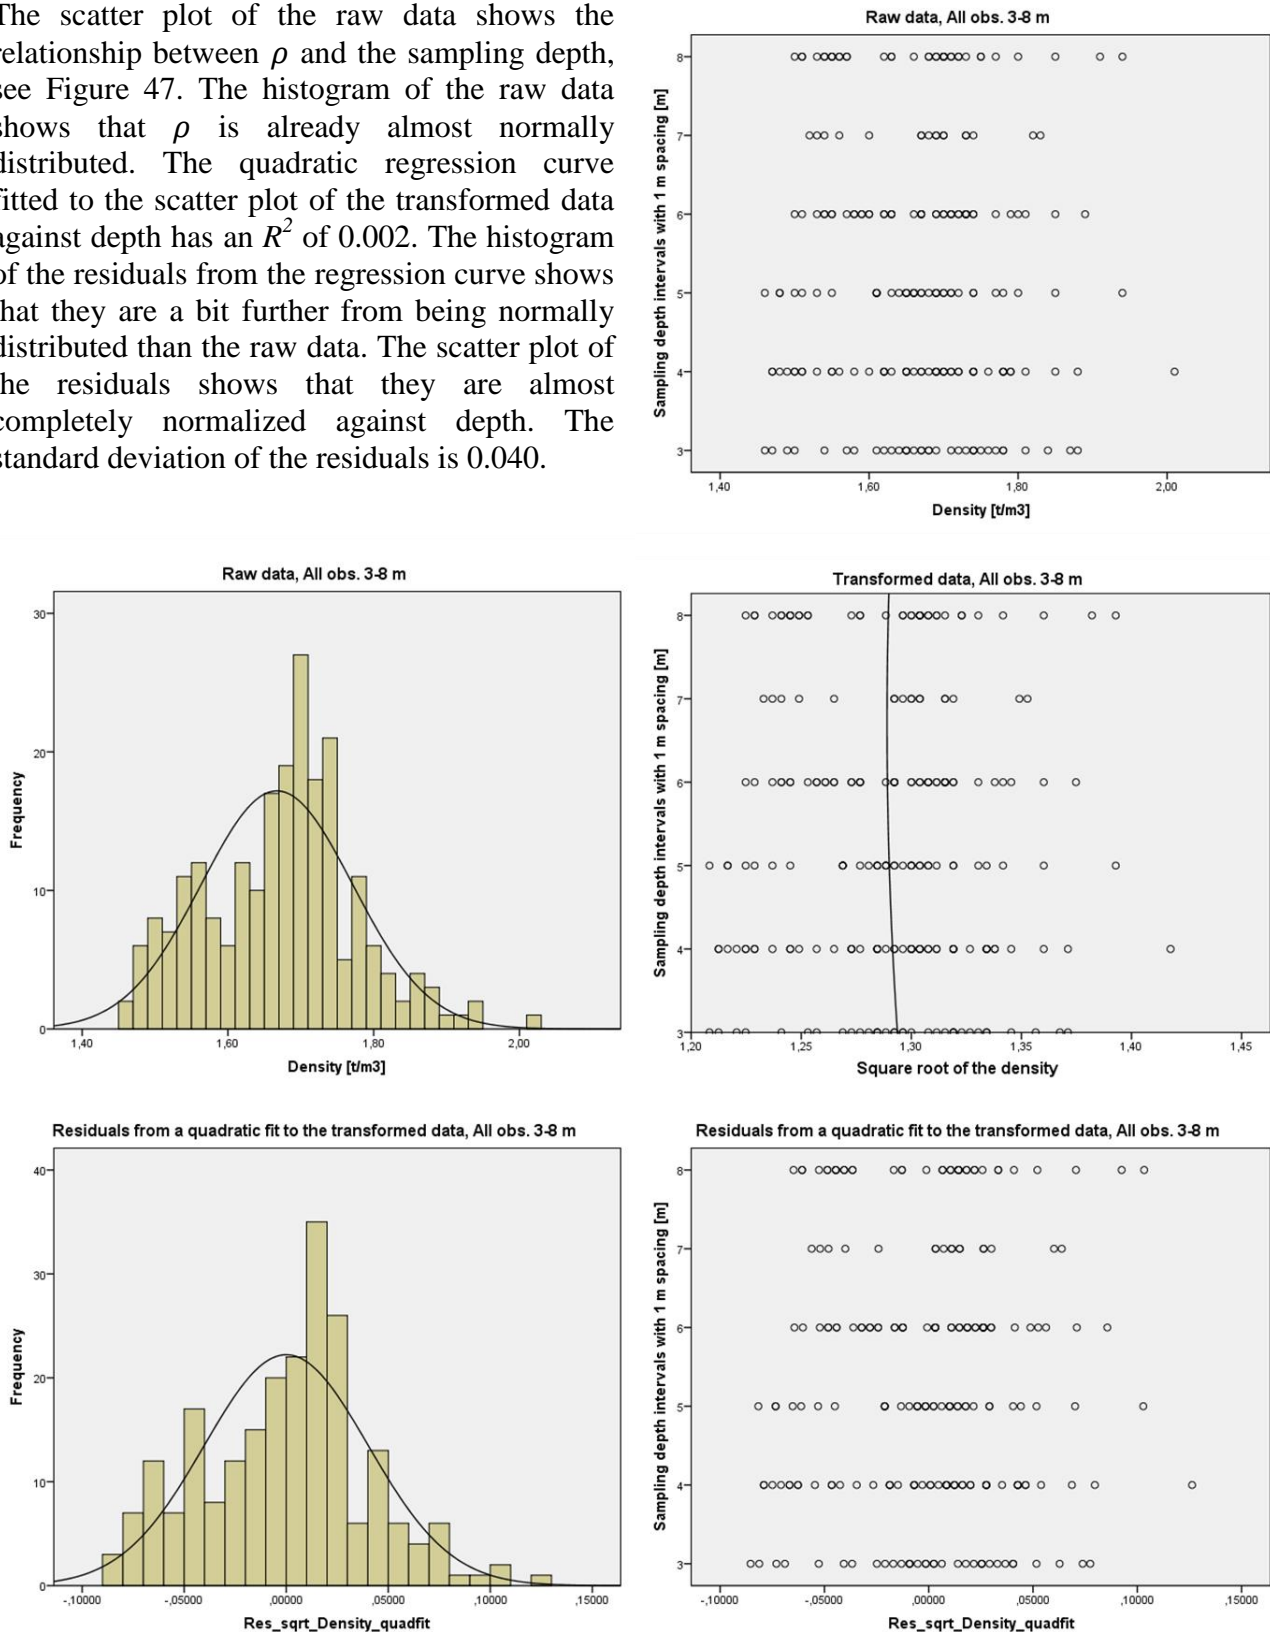 The scatter plot of the raw data shows the
relationship between ρ and the sampling depth,
see Figure 47. The histogram of the raw data
shows that ρ is already almost normally
distributed. The quadratic regression curve
fitted to the scatter plot of the transformed data
against depth has an R² of 0.002. The histogram
of the residuals from the regression curve shows
that they are a bit further from being normally
distributed than the raw data. The scatter plot of
the residuals shows that they are almost
completely normalized against depth. The
standard deviation of the residuals is 0.040.
Raw data, All obs. 3-8 m
Sampling depth intervals with 1 m spacing [m]
8
7
6
5
4
3
1,40 1,60 1,80 2,00
Density [t/m3]
Raw data, All obs. 3-8 m
Frequency
30
20
10
0
1,40 1,60 1,80 2,00
Density [t/m3]
Transformed data, All obs. 3-8 m
Sampling depth intervals with 1 m spacing [m]
8
7
6
5
4
3
1,20 1,25 1,30 1,35 1,40 1,45
Square root of the density
Residuals from a quadratic fit to the transformed data, All obs. 3-8 m
Frequency
40
30
20
10
0
-,10000 -,05000 ,00000 ,05000 ,10000 ,15000
Res_sqrt_Density_quadfit
Residuals from a quadratic fit to the transformed data, All obs. 3-8 m
Sampling depth intervals with 1 m spacing [m]
8
7
6
5
4
3
-,10000 -,05000 ,00000 ,05000 ,10000 ,15000
Res_sqrt_Density_quadfit